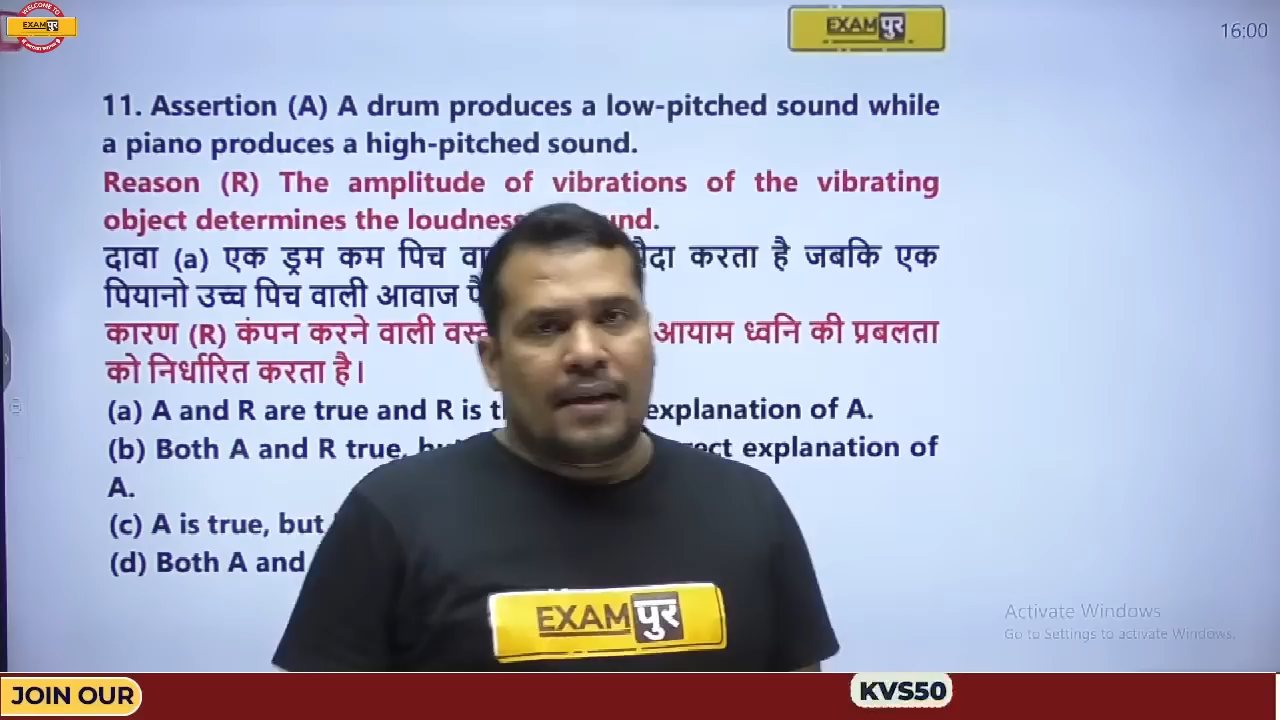 WELCOME TO
EXAMपुर
EXAMपुर
16:00
11. Assertion (A) A drum produces a low-pitched sound while
a piano produces a high-pitched sound.
Reason (R) The amplitude of vibrations of the vibrating
object determines the loudness
दावा (a) एक ड्रम कम पिच करता है जबकि एक
पियानो उच्च पिच वाली आवाज
कारण (R) कंपन करने वाली आयाम ध्वनि की प्रबलता
को निर्धारित करता है।
(a) A and R are true and R is explanation of A.
(b) Both A and R true, explanation of
A.
(c) A is true, but
(d) Both A and
EXAMपुर
Activate Windows
Go to Settings to activate Windows.
JOIN OUR
KVS50